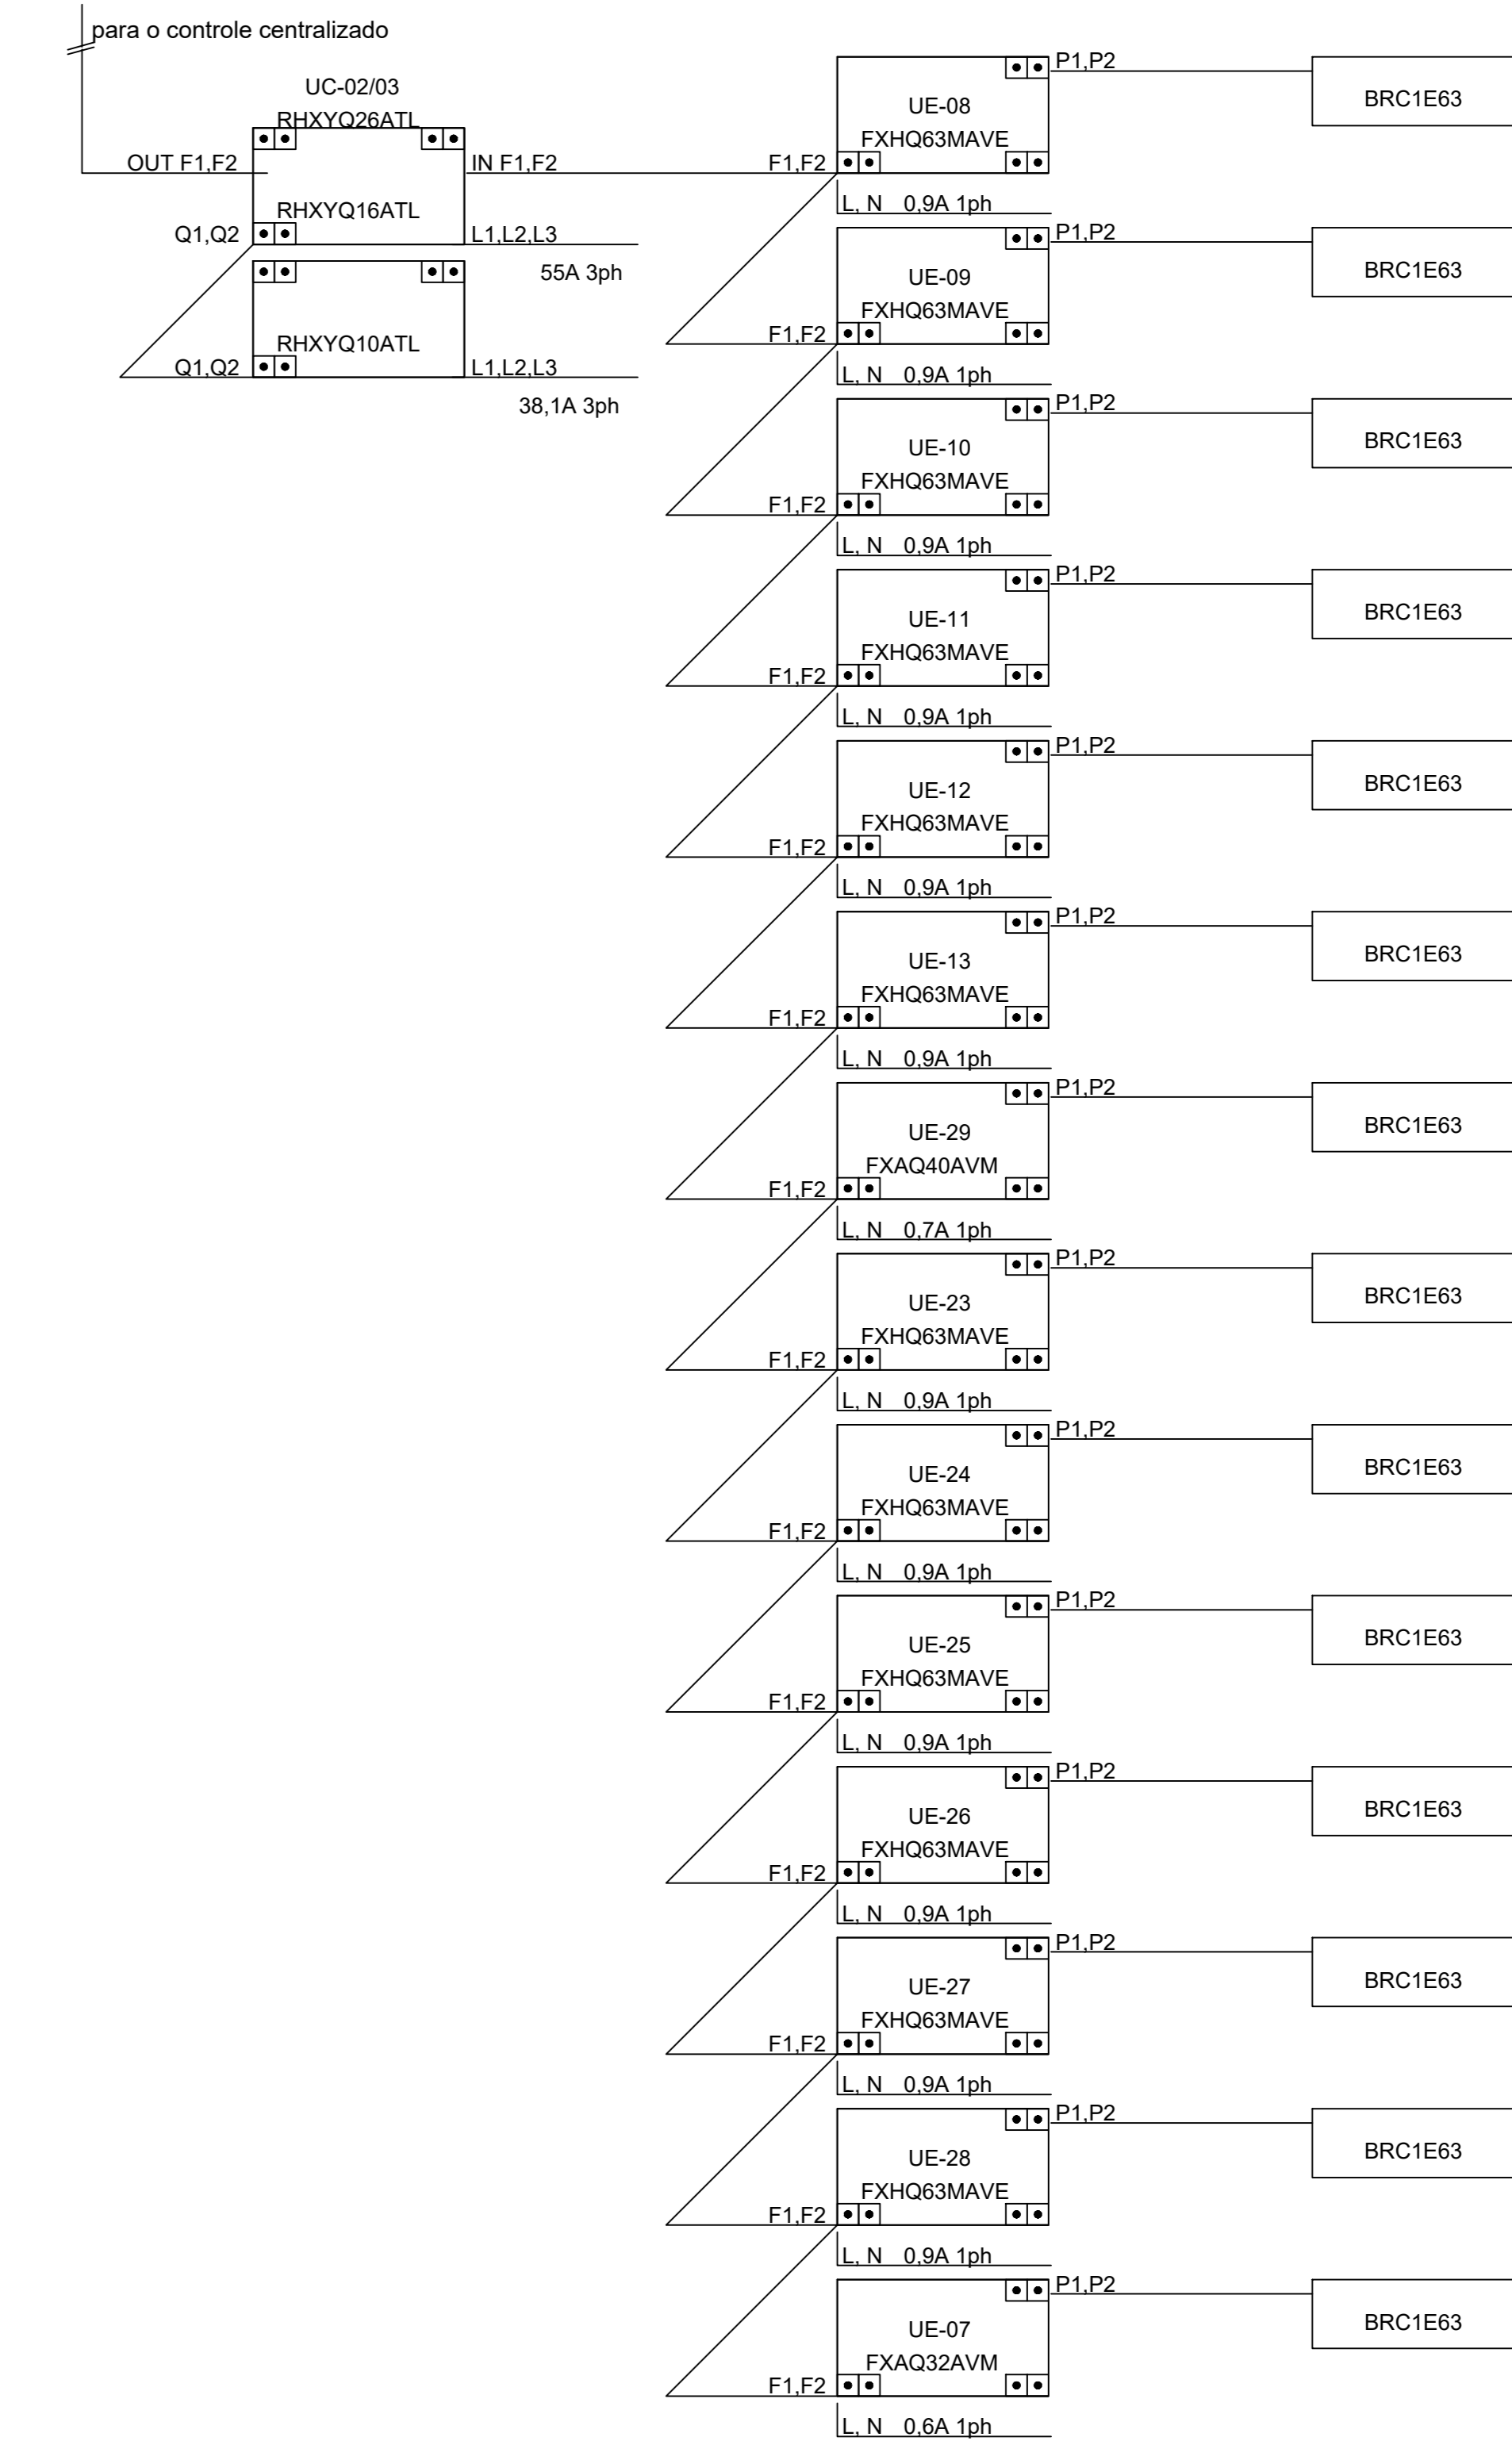 para o controle centralizado
UC-02/03
RHXYQ26ATL
OUT F1,F2
IN F1,F2
RHXYQ16ATL
Q1,Q2
L1,L2,L3
55A 3ph
RHXYQ10ATL
Q1,Q2
L1,L2,L3
38,1A 3ph
P1,P2
UE-08
BRC1E63
FXHQ63MAVE
F1,F2
L, N 0,9A 1ph
P1,P2
UE-09
BRC1E63
FXHQ63MAVE
F1,F2
L, N 0,9A 1ph
P1,P2
UE-10
BRC1E63
FXHQ63MAVE
F1,F2
L, N 0,9A 1ph
P1,P2
UE-11
BRC1E63
FXHQ63MAVE
F1,F2
L, N 0,9A 1ph
P1,P2
UE-12
BRC1E63
FXHQ63MAVE
F1,F2
L, N 0,9A 1ph
P1,P2
UE-13
BRC1E63
FXHQ63MAVE
F1,F2
L, N 0,9A 1ph
P1,P2
UE-29
BRC1E63
FXAQ40AVM
F1,F2
L, N 0,7A 1ph
P1,P2
UE-23
BRC1E63
FXHQ63MAVE
F1,F2
L, N 0,9A 1ph
P1,P2
UE-24
BRC1E63
FXHQ63MAVE
F1,F2
L, N 0,9A 1ph
P1,P2
UE-25
BRC1E63
FXHQ63MAVE
F1,F2
L, N 0,9A 1ph
P1,P2
UE-26
BRC1E63
FXHQ63MAVE
F1,F2
L, N 0,9A 1ph
P1,P2
UE-27
BRC1E63
FXHQ63MAVE
F1,F2
L, N 0,9A 1ph
P1,P2
UE-28
BRC1E63
FXHQ63MAVE
F1,F2
L, N 0,9A 1ph
P1,P2
UE-07
BRC1E63
FXAQ32AVM
F1,F2
L, N 0,6A 1ph